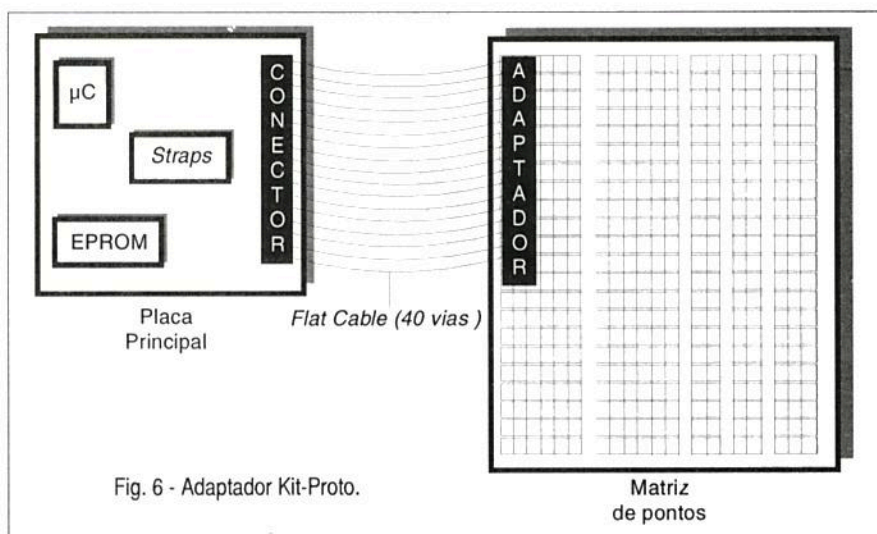 µC
Straps
EPROM
CONECTOR
Placa
Principal
Flat Cable (40 vias )
ADAPTADOR
Matriz
de pontos
Fig. 6 - Adaptador Kit-Proto.